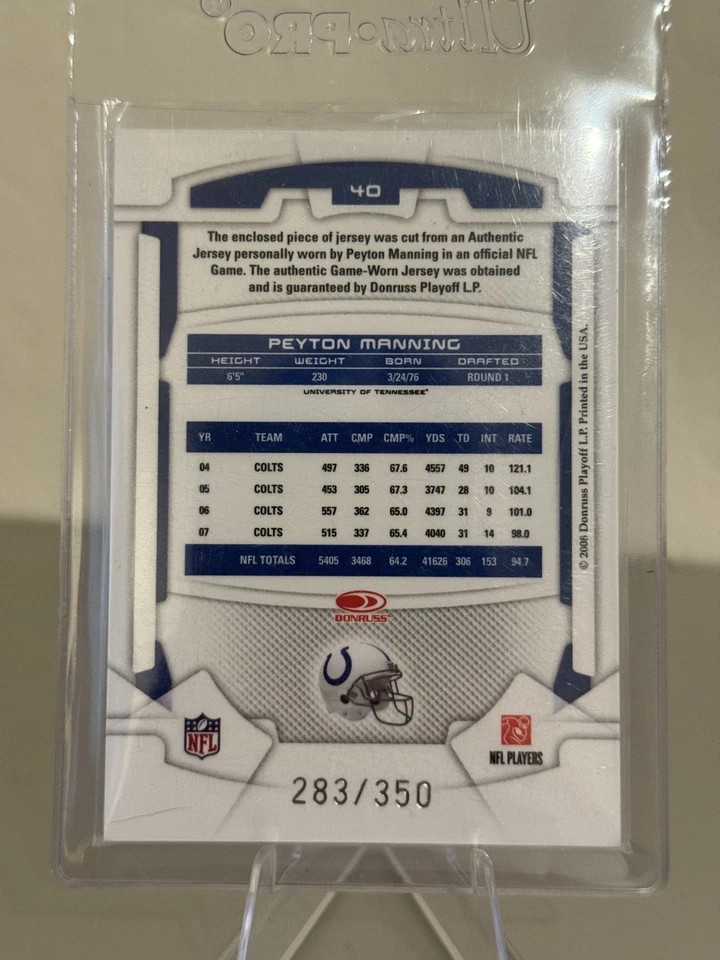 Ultra·PRO®
40
The enclosed piece of jersey was cut from an Authentic
Jersey personally worn by Peyton Manning in an official NFL
Game. The authentic Game-Worn Jersey was obtained
and is guaranteed by Donruss Playoff L.P.
PEYTON MANNING
HEIGHT WEIGHT BORN DRAFTED
6'5" 230 3/24/76 ROUND 1
UNIVERSITY OF TENNESSEE
YR TEAM ATT CMP CMP% YDS TD INT RATE
04 COLTS 497 336 67.6 4557 49 10 121.1
05 COLTS 453 305 67.3 3747 28 10 104.1
06 COLTS 557 362 65.0 4397 31 9 101.0
07 COLTS 515 337 65.4 4040 31 14 98.0
NFL TOTALS 5405 3468 64.2 41626 306 153 94.7
© 2008 Donruss Playoff L.P. Printed in the USA.
DONRUSS
NFL
NFL PLAYERS
283/350